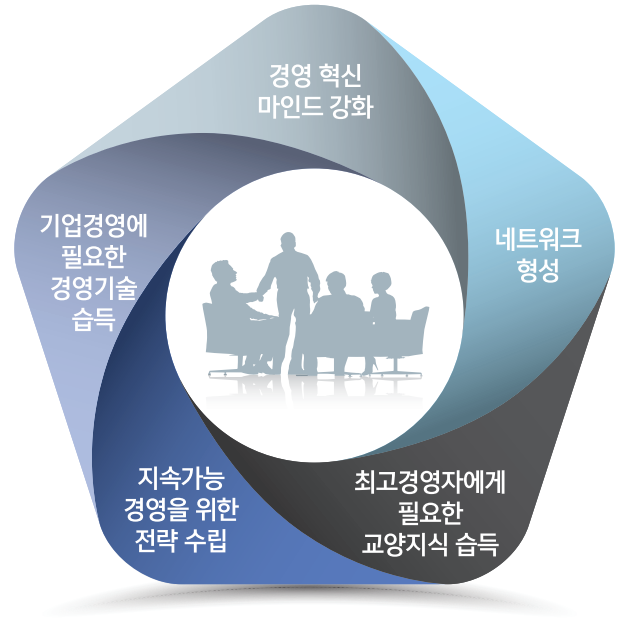 경영 혁신
마인드 강화
네트워크
형성
최고경영자에게
필요한
교양지식 습득
지속가능
경영을 위한
전략 수립
기업경영에
필요한
경영기술
습득